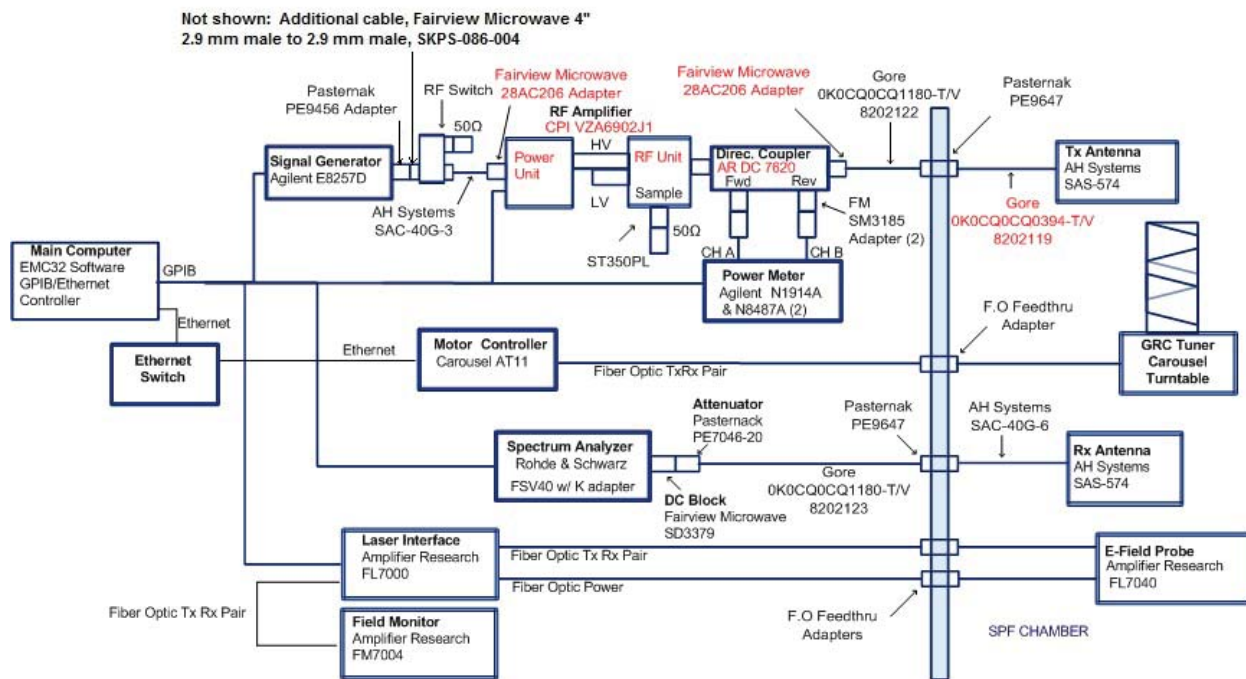 Not shown: Additional cable, Fairview Microwave 4"
2.9 mm male to 2.9 mm male, SKPS-086-004
Pasternak
PE9456 Adapter
RF Switch
50Ω
Fairview Microwave
28AC206 Adapter
RF Amplifier
CPI VZA6902J1
Fairview Microwave
28AC206 Adapter
Gore
0K0CQ0CQ1180-T/V
8202122
Pasternak
PE9647
Signal Generator
Agilent E8257D
AH Systems
SAC-40G-3
Power
Unit
HV
LV
RF Unit
Sample
50Ω
ST350PL
Direc. Coupler
AR DC 7620
Fwd
Rev
FM
SM3185
Adapter (2)
CH A
CH B
Tx Antenna
AH Systems
SAS-574
Gore
0K0CQ0CQ0394-T/V
8202119
Main Computer
EMC32 Software
GPIB/Ethernet
Controller
GPIB
Power Meter
Agilent N1914A
& N8487A (2)
Ethernet
Ethernet
Switch
Ethernet
Motor Controller
Carousel AT11
Fiber Optic TxRx Pair
F.O Feedthru
Adapter
GRC Tuner
Carousel
Turntable
Attenuator
Pasternack
PE7046-20
Spectrum Analyzer
Rohde & Schwarz
FSV40 w/ K adapter
DC Block
Fairview Microwave
SD3379
Gore
0K0CQ0CQ1180-T/V
8202123
Pasternak
PE9647
AH Systems
SAC-40G-6
Rx Antenna
AH Systems
SAS-574
Laser Interface
Amplifier Research
FL7000
Fiber Optic Tx Rx Pair
Fiber Optic Power
E-Field Probe
Amplifier Research
FL7040
Fiber Optic Tx Rx Pair
Field Monitor
Amplifier Research
FM7004
F.O Feedthru
Adapters
SPF CHAMBER